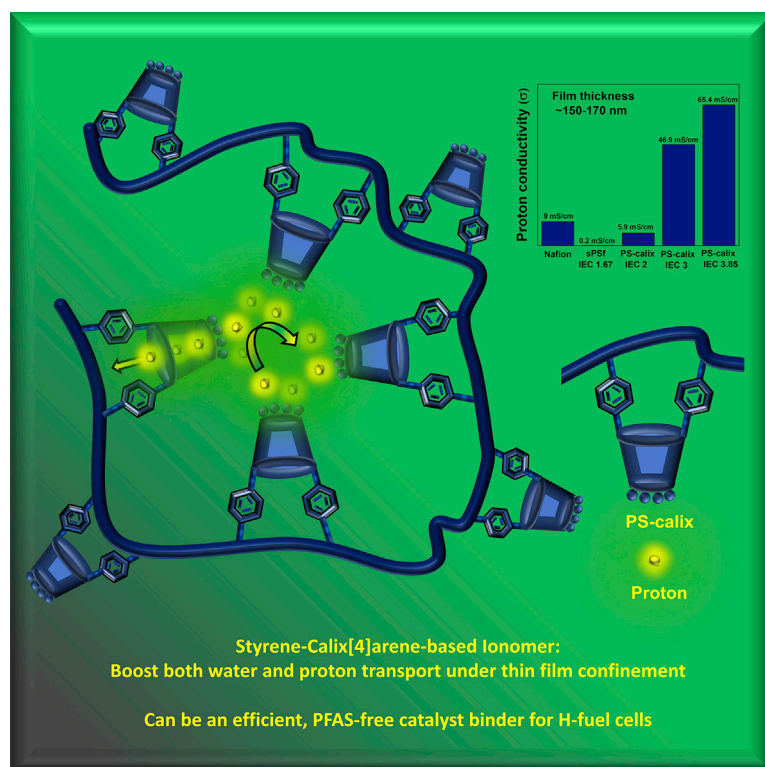 Film thickness
~150-170 nm
Proton conductivity (σ)
9 mS/cm
0.2 mS/cm
5.9 mS/cm
46.9 mS/cm
65.4 mS/cm
Nafion
sPSf
IEC 1.67
PS-calix
IEC 2
PS-calix
IEC 3
PS-calix
IEC 3.85
PS-calix
Proton
Styrene-Calix[4]arene-based Ionomer:
Boost both water and proton transport under thin film confinement
Can be an efficient, PFAS-free catalyst binder for H-fuel cells